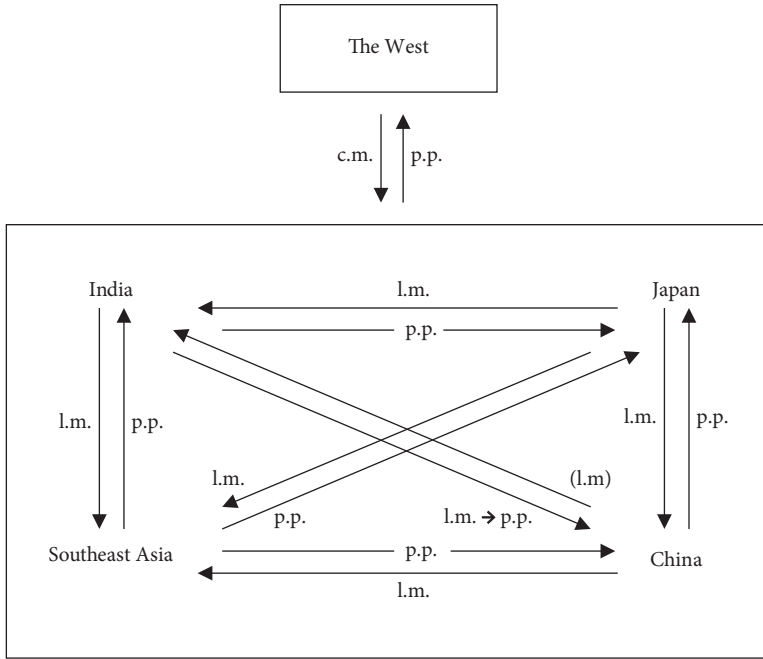 The West
c.m. p.p.
India l.m. Japan
p.p.
l.m. p.p. l.m. p.p.
l.m. (l.m)
p.p. l.m. → p.p.
Southeast Asia p.p. China
l.m.